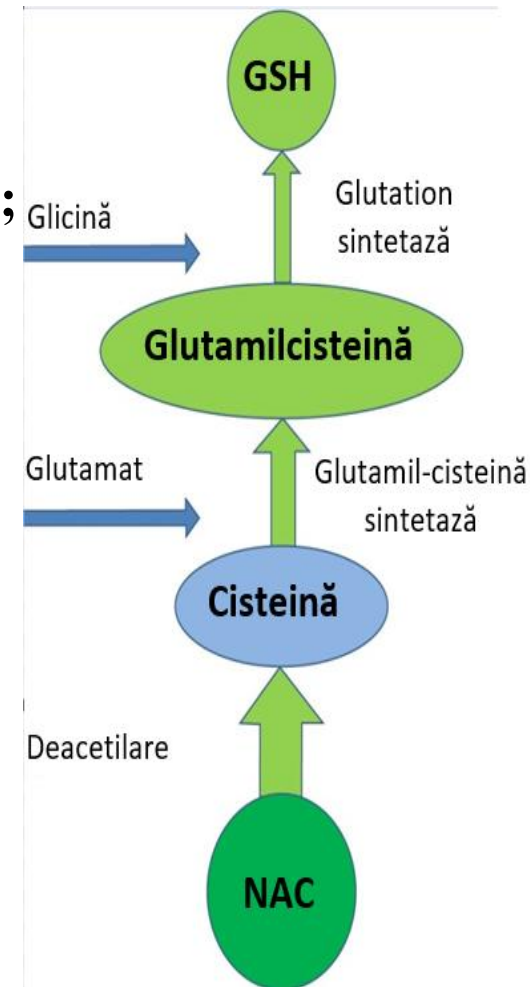 GSH
;
Glicină
Glutation
sintetază
Glutamilcisteină
Glutamat
Glutamil-cisteină
sintetază
Cisteină
Deacetilare
NAC